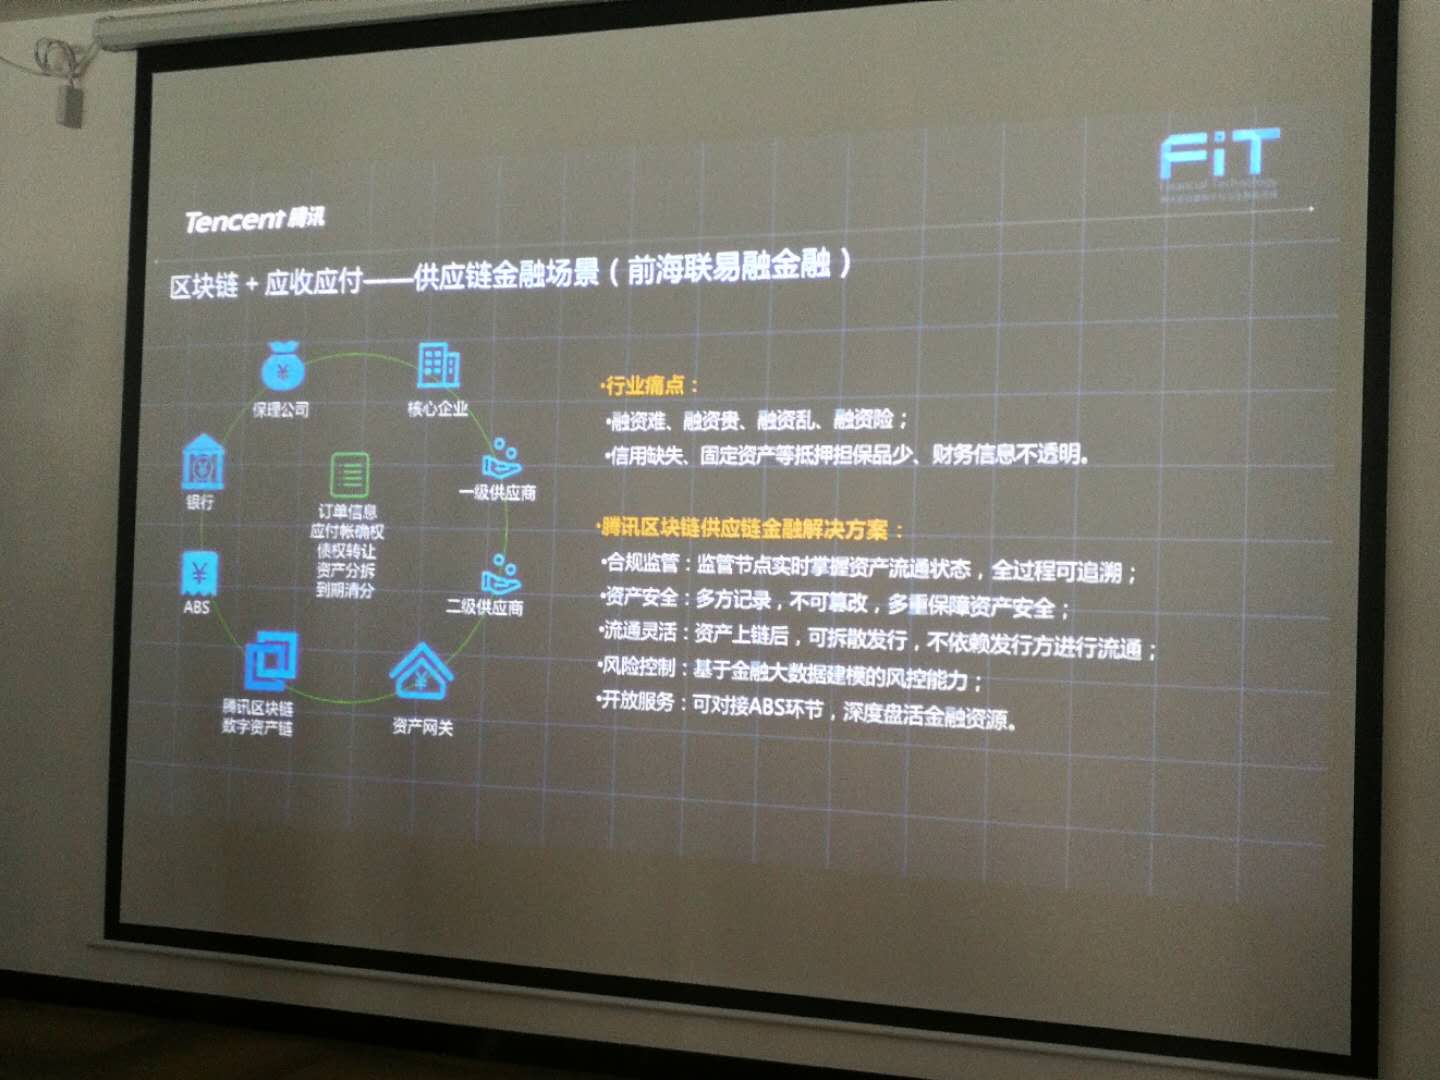 FiT
Financial Technology
Tencent 腾讯
区块链 + 应收应付——供应链金融场景（前海联易融金融）
保理公司
核心企业
银行
一级供应商
订单信息
应付帐确权
债权转让
资产分拆
到期清分
ABS
二级供应商
腾讯区块链
数字资产链
资产网关
•行业痛点：
•融资难、融资贵、融资乱、融资险；
•信用缺失、固定资产等抵押担保品少、财务信息不透明。
•腾讯区块链供应链金融解决方案：
•合规监管：监管节点实时掌握资产流通状态，全过程可追溯；
•资产安全：多方记录，不可篡改，多重保障资产安全；
•流通灵活：资产上链后，可拆散发行，不依赖发行方进行流通；
•风险控制：基于金融大数据建模的风控能力；
•开放服务：可对接ABS环节，深度盘活金融资源。